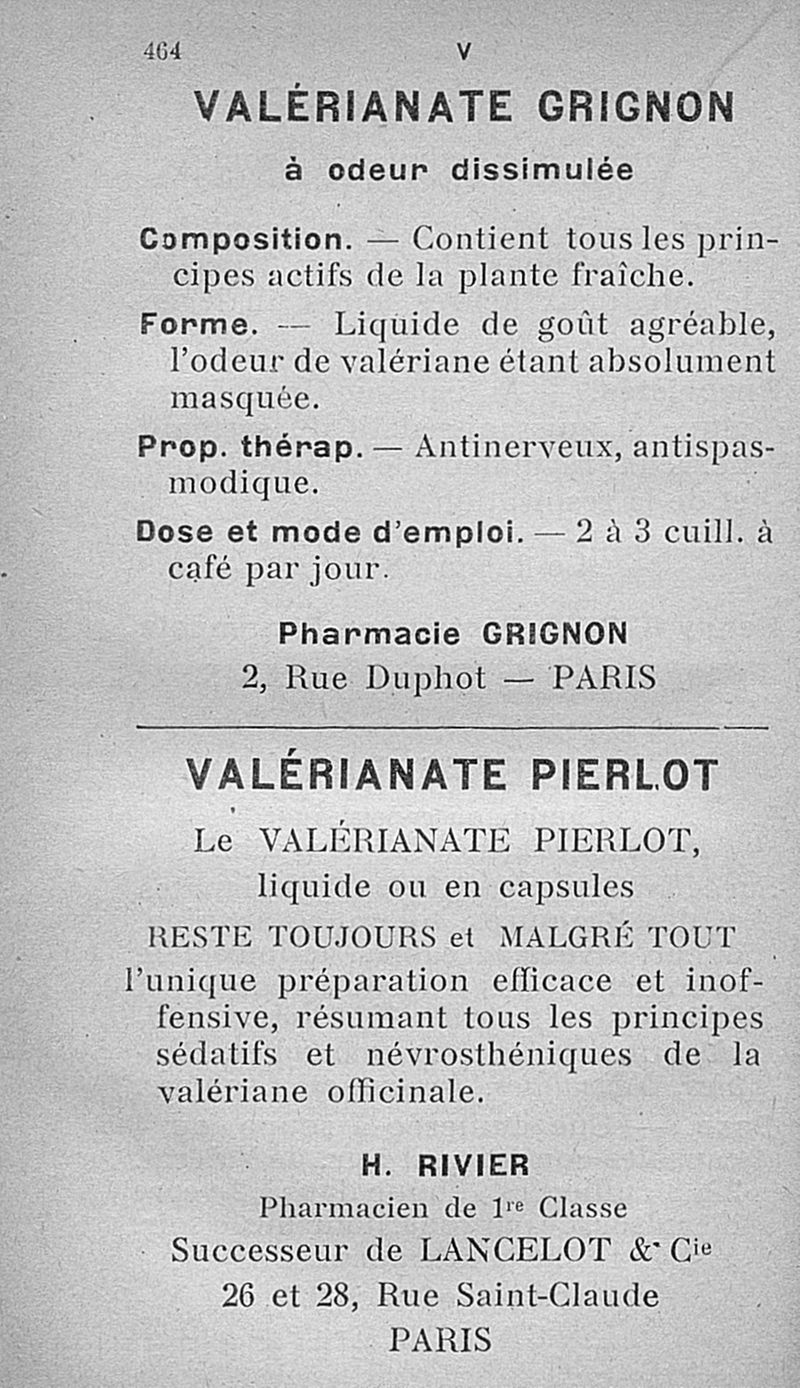 464
V
VALÉRIANATE GRIGNON
à odeur dissimulée
Composition. — Contient tous les prin-
cipes actifs de la plante fraîche.
Forme. — Liquide de goût agréable,
l'odeur de valériane étant absolument
masquée.
Prop. thérap. — Antinerveux, antispas-
modique.
Dose et mode d'emploi. — 2 à 3 cuill. à
café par jour.
Pharmacie GRIGNON
2, Rue Duphot — PARIS
VALÉRIANATE PIERLOT
Le VALÉRIANATE PIERLOT,
liquide ou en capsules
RESTE TOUJOURS et MALGRÉ TOUT
l'unique préparation efficace et inof-
fensive, résumant tous les principes
sédatifs et névrosthéniques de la
valériane officinale.
H. RIVIER
Pharmacien de 1re Classe
Successeur de LANCELOT & Cie
26 et 28, Rue Saint-Claude
PARIS